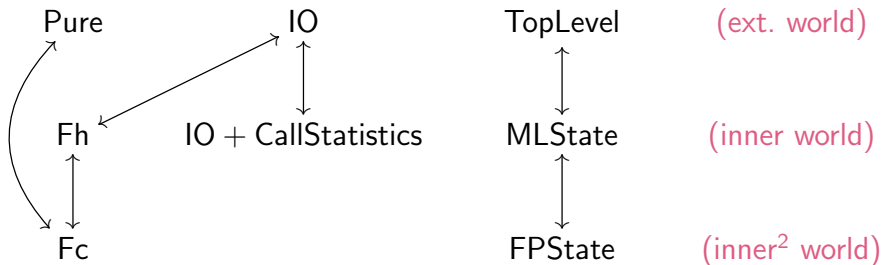 Pure IO TopLevel (ext. world)
Fh IO + CallStatistics MLState (inner world)
Fc FPState (inner² world)